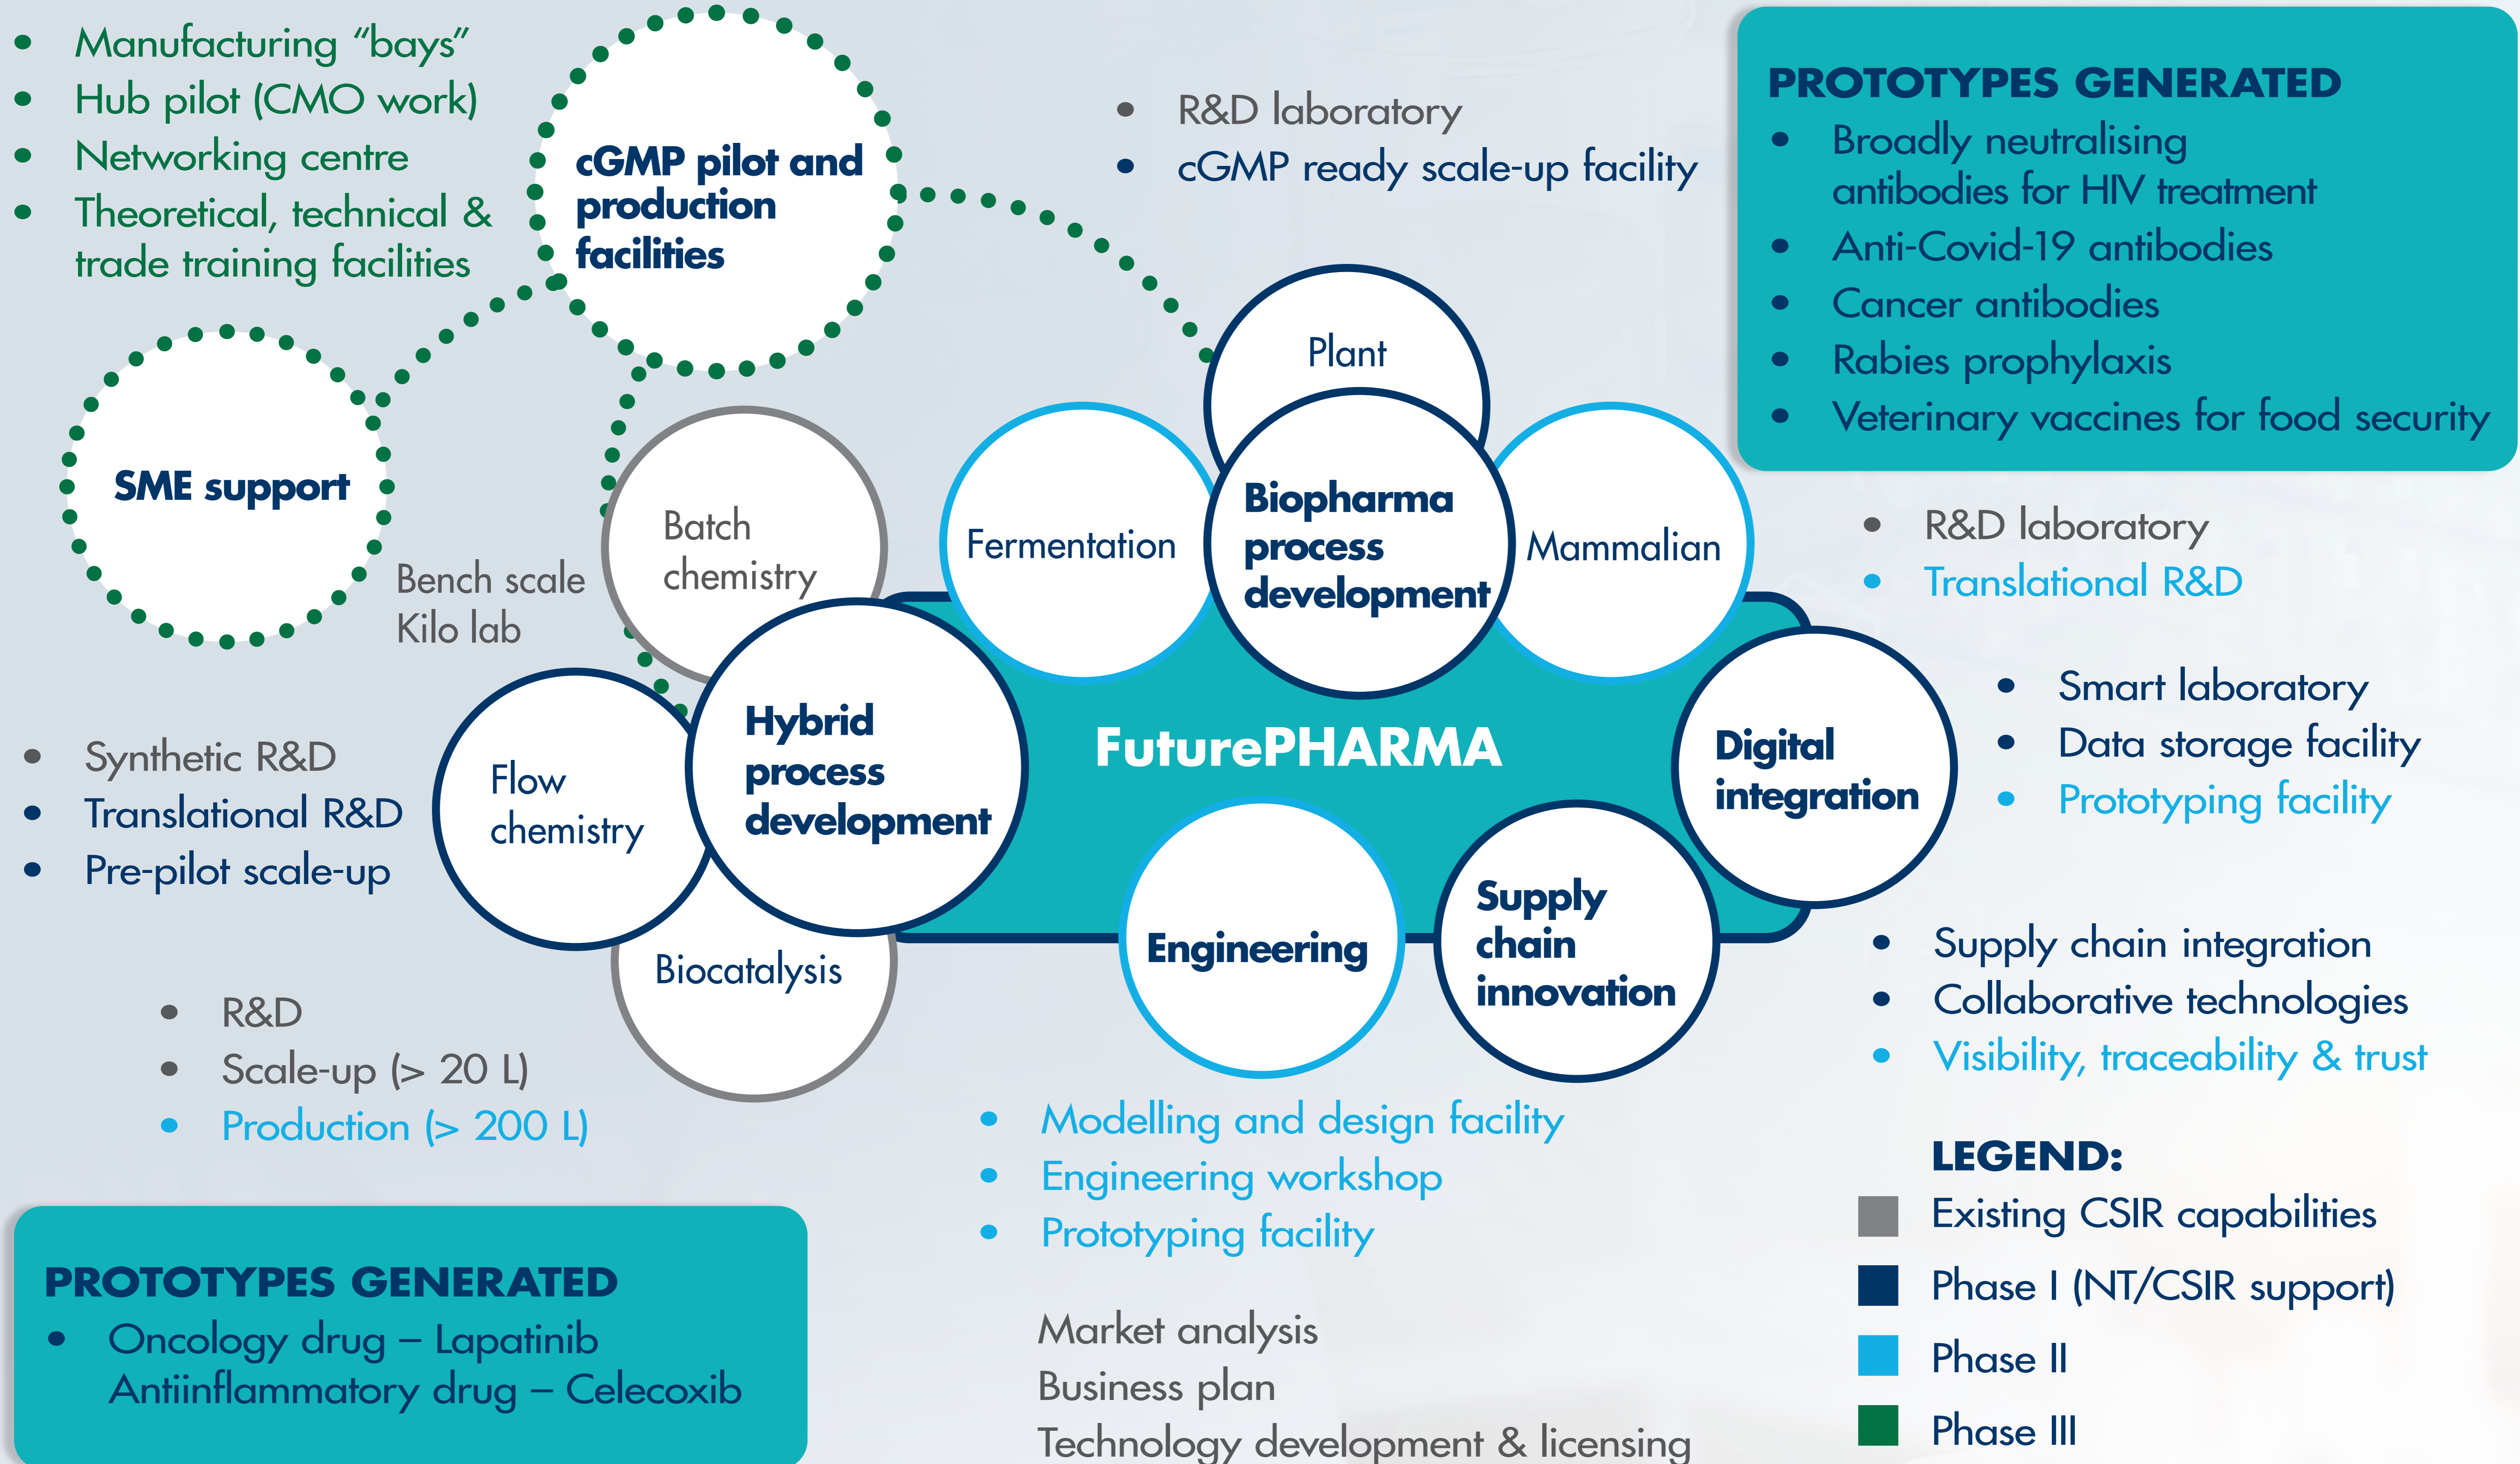 • Manufacturing “bays”
• Hub pilot (CMO work)
• Networking centre
• Theoretical, technical &
trade training facilities
cGMP pilot and
production
facilities
• R&D laboratory
• cGMP ready scale-up facility
PROTOTYPES GENERATED
• Broadly neutralising
antibodies for HIV treatment
• Anti-Covid-19 antibodies
• Cancer antibodies
• Rabies prophylaxis
• Veterinary vaccines for food security
SME support
Bench scale
Kilo lab
Batch
chemistry
Fermentation
Plant
Biopharma
process
development
Mammalian
• R&D laboratory
• Translational R&D
• Synthetic R&D
• Translational R&D
• Pre-pilot scale-up
Flow
chemistry
Hybrid
process
development
FuturePHARMA
Digital
integration
• Smart laboratory
• Data storage facility
• Prototyping facility
Biocatalysis
Engineering
Supply
chain
innovation
• Supply chain integration
• Collaborative technologies
• Visibility, traceability & trust
• R&D
• Scale-up (> 20 L)
• Production (> 200 L)
• Modelling and design facility
• Engineering workshop
• Prototyping facility
Market analysis
Business plan
Technology development & licensing
PROTOTYPES GENERATED
• Oncology drug – Lapatinib
Antiinflammatory drug – Celecoxib
LEGEND:
Existing CSIR capabilities
Phase I (NT/CSIR support)
Phase II
Phase III